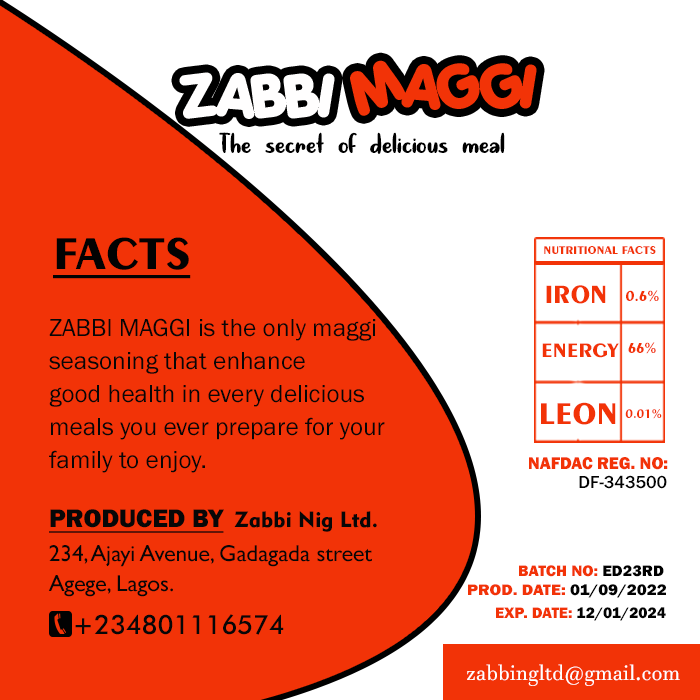 ZABBI MAGGI
The secret of delicious meal
FACTS
ZABBI MAGGI is the only maggi
seasoning that enhance
good health in every delicious
meals you ever prepare for your
family to enjoy.
PRODUCED BY Zabbi Nig Ltd.
234, Ajayi Avenue, Gadagada street
Agege, Lagos.
+234801116574
NUTRITIONAL FACTS
IRON 0.6%
ENERGY 66%
LEON 0.01%
NAFDAC REG. NO:
DF-343500
BATCH NO: ED23RD
PROD. DATE: 01/09/2022
EXP. DATE: 12/01/2024
zabbingltd@gmail.com